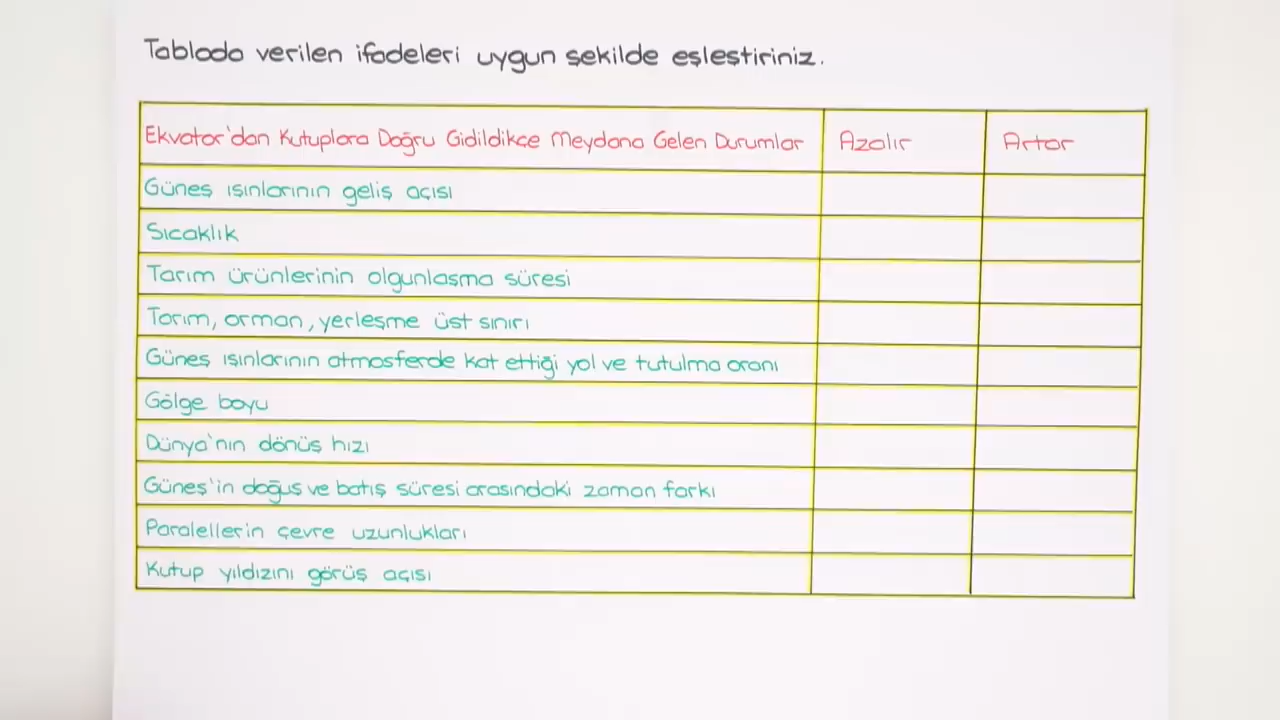 Tabloda verilen ifadeleri uygun şekilde eşleştiriniz.
Ekvator'dan Kutuplara Doğru Gidildikçe Meydana Gelen Durumlar Azalır Artar
Güneş ışınlarının geliş açısı
Sıcaklık
Tarım ürünlerinin olgunlaşma süresi
Tarım, orman, yerleşme üst sınırı
Güneş ışınlarının atmosferde kat ettiği yol ve tutulma oranı
Gölge boyu
Dünya'nın dönüş hızı
Güneş'in doğuş ve batış süresi arasındaki zaman farkı
Paralellerin çevre uzunlukları
Kutup yıldızını görüş açısı